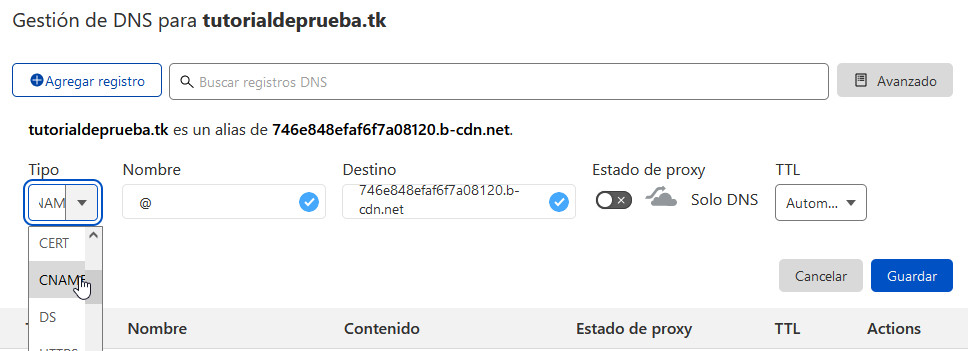 Gestión de DNS para tutorialdeprueba.tk
Agregar registro
Buscar registros DNS
Avanzado
tutorialdeprueba.tk es un alias de 746e848efaf6f7a08120.b-cdn.net.
Tipo Nombre Destino Estado de proxy TTL
NAM @ 746e848efaf6f7a08120.b-
cdn.net
Solo DNS
Autom...
CERT
CNAME
DS
HTTPS
Cancelar Guardar
Nombre Contenido Estado de proxy TTL Actions